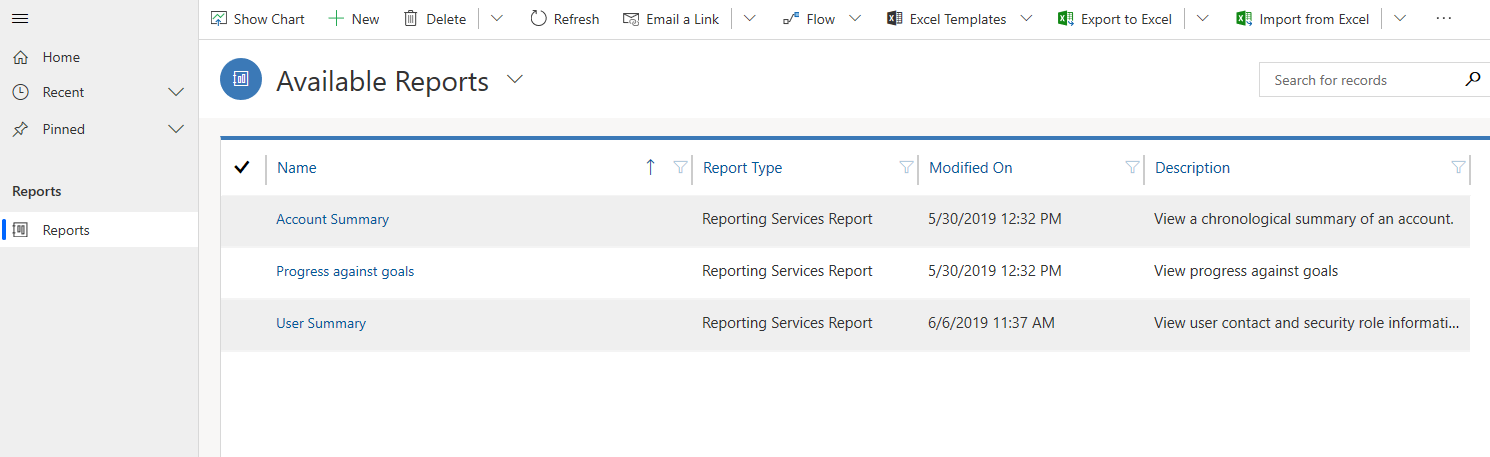 Show Chart New Delete Refresh Email a Link Flow Excel Templates Export to Excel Import from Excel ...
Home
Recent
Pinned
Reports
Reports
Available Reports
Search for records
Name Report Type Modified On Description
Account Summary Reporting Services Report 5/30/2019 12:32 PM View a chronological summary of an account.
Progress against goals Reporting Services Report 5/30/2019 12:32 PM View progress against goals
User Summary Reporting Services Report 6/6/2019 11:37 AM View user contact and security role informati...